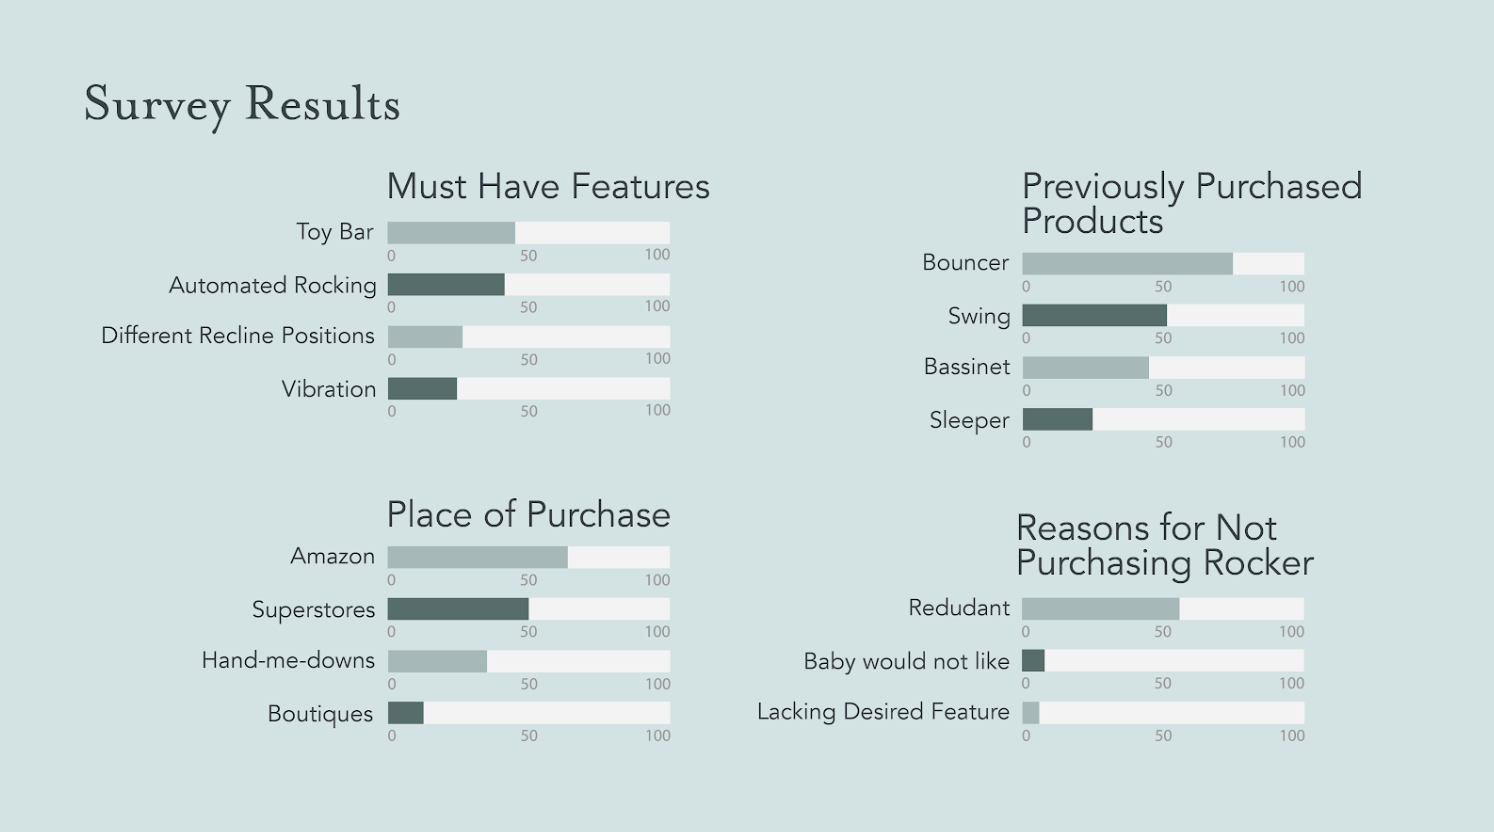 Survey Results
Must Have Features
Toy Bar
0 50 100
Automated Rocking
0 50 100
Different Recline Positions
0 50 100
Vibration
0 50 100
Previously Purchased
Products
Bouncer
0 50 100
Swing
0 50 100
Bassinet
0 50 100
Sleeper
0 50 100
Place of Purchase
Amazon
0 50 100
Superstores
0 50 100
Hand-me-downs
0 50 100
Boutiques
0 50 100
Reasons for Not
Purchasing Rocker
Redudant
0 50 100
Baby would not like
0 50 100
Lacking Desired Feature
0 50 100